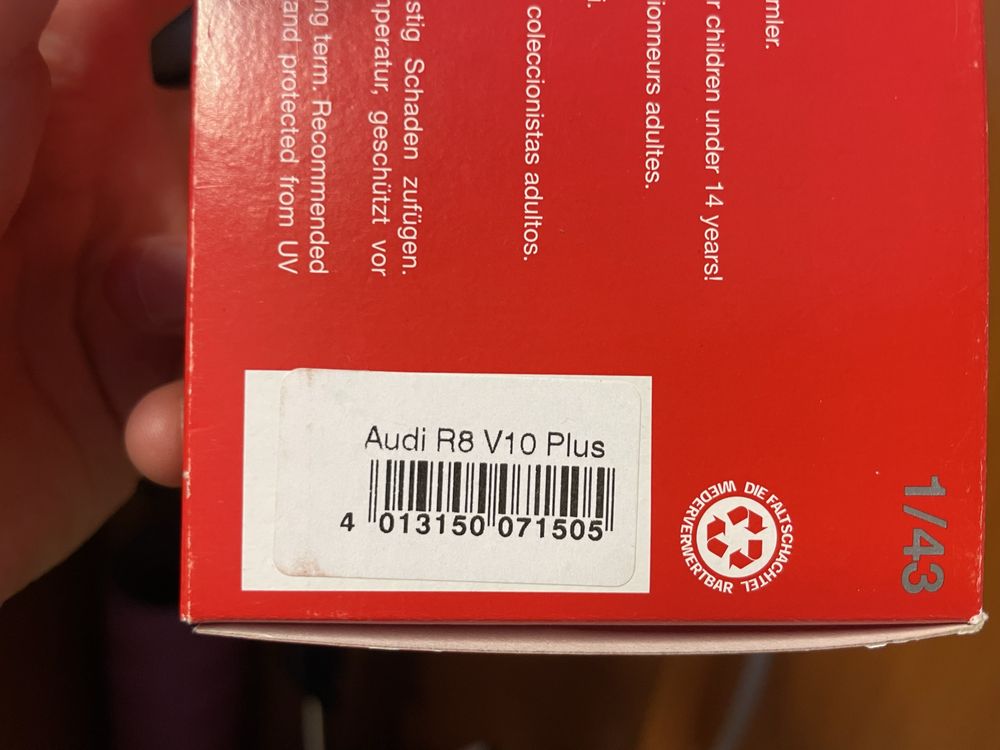 mler.
r children under 14 years!
ionneurs adultes.
i.
coleccionistas adultos.
stig Schaden zufügen.
peratur, geschützt vor
ng term. Recommended
and protected from UV
Audi R8 V10 Plus
4 013150 071505
DIE FALTSCHACHTEL
WIEDERVERWERTBAR
1/43